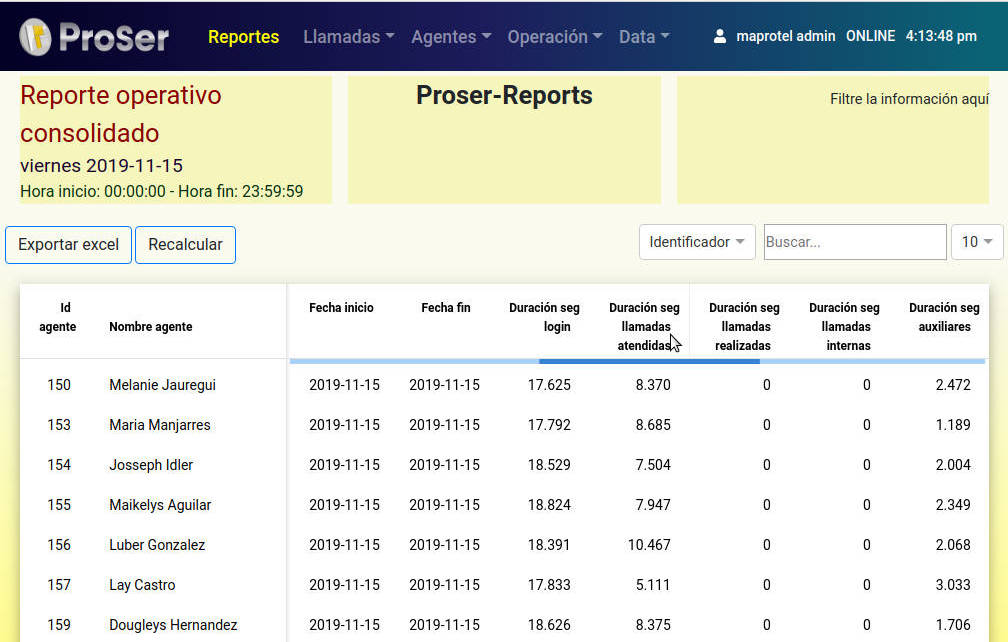 ProSer Reportes Llamadas Agentes Operación Data maprotel admin ONLINE 4:13:48 pm
Reporte operativo
consolidado
viernes 2019-11-15
Hora inicio: 00:00:00 - Hora fin: 23:59:59
Proser-Reports
Filtre la información aquí
Exportar excel Recalcular Identificador Buscar... 10
Id
agente
Nombre agente
Fecha inicio
Fecha fin
Duración seg
login
Duración seg
llamadas
atendidas
Duración seg
llamadas
realizadas
Duración seg
llamadas
internas
Duración seg
auxiliares
150 Melanie Jauregui 2019-11-15 2019-11-15 17.625 8.370 0 0 2.472
153 Maria Manjarres 2019-11-15 2019-11-15 17.792 8.685 0 0 1.189
154 Josseph Idler 2019-11-15 2019-11-15 18.529 7.504 0 0 2.004
155 Maikelys Aguilar 2019-11-15 2019-11-15 18.824 7.947 0 0 2.349
156 Luber Gonzalez 2019-11-15 2019-11-15 18.391 10.467 0 0 2.068
157 Lay Castro 2019-11-15 2019-11-15 17.833 5.111 0 0 3.033
159 Dougleys Hernandez 2019-11-15 2019-11-15 18.626 8.375 0 0 1.706